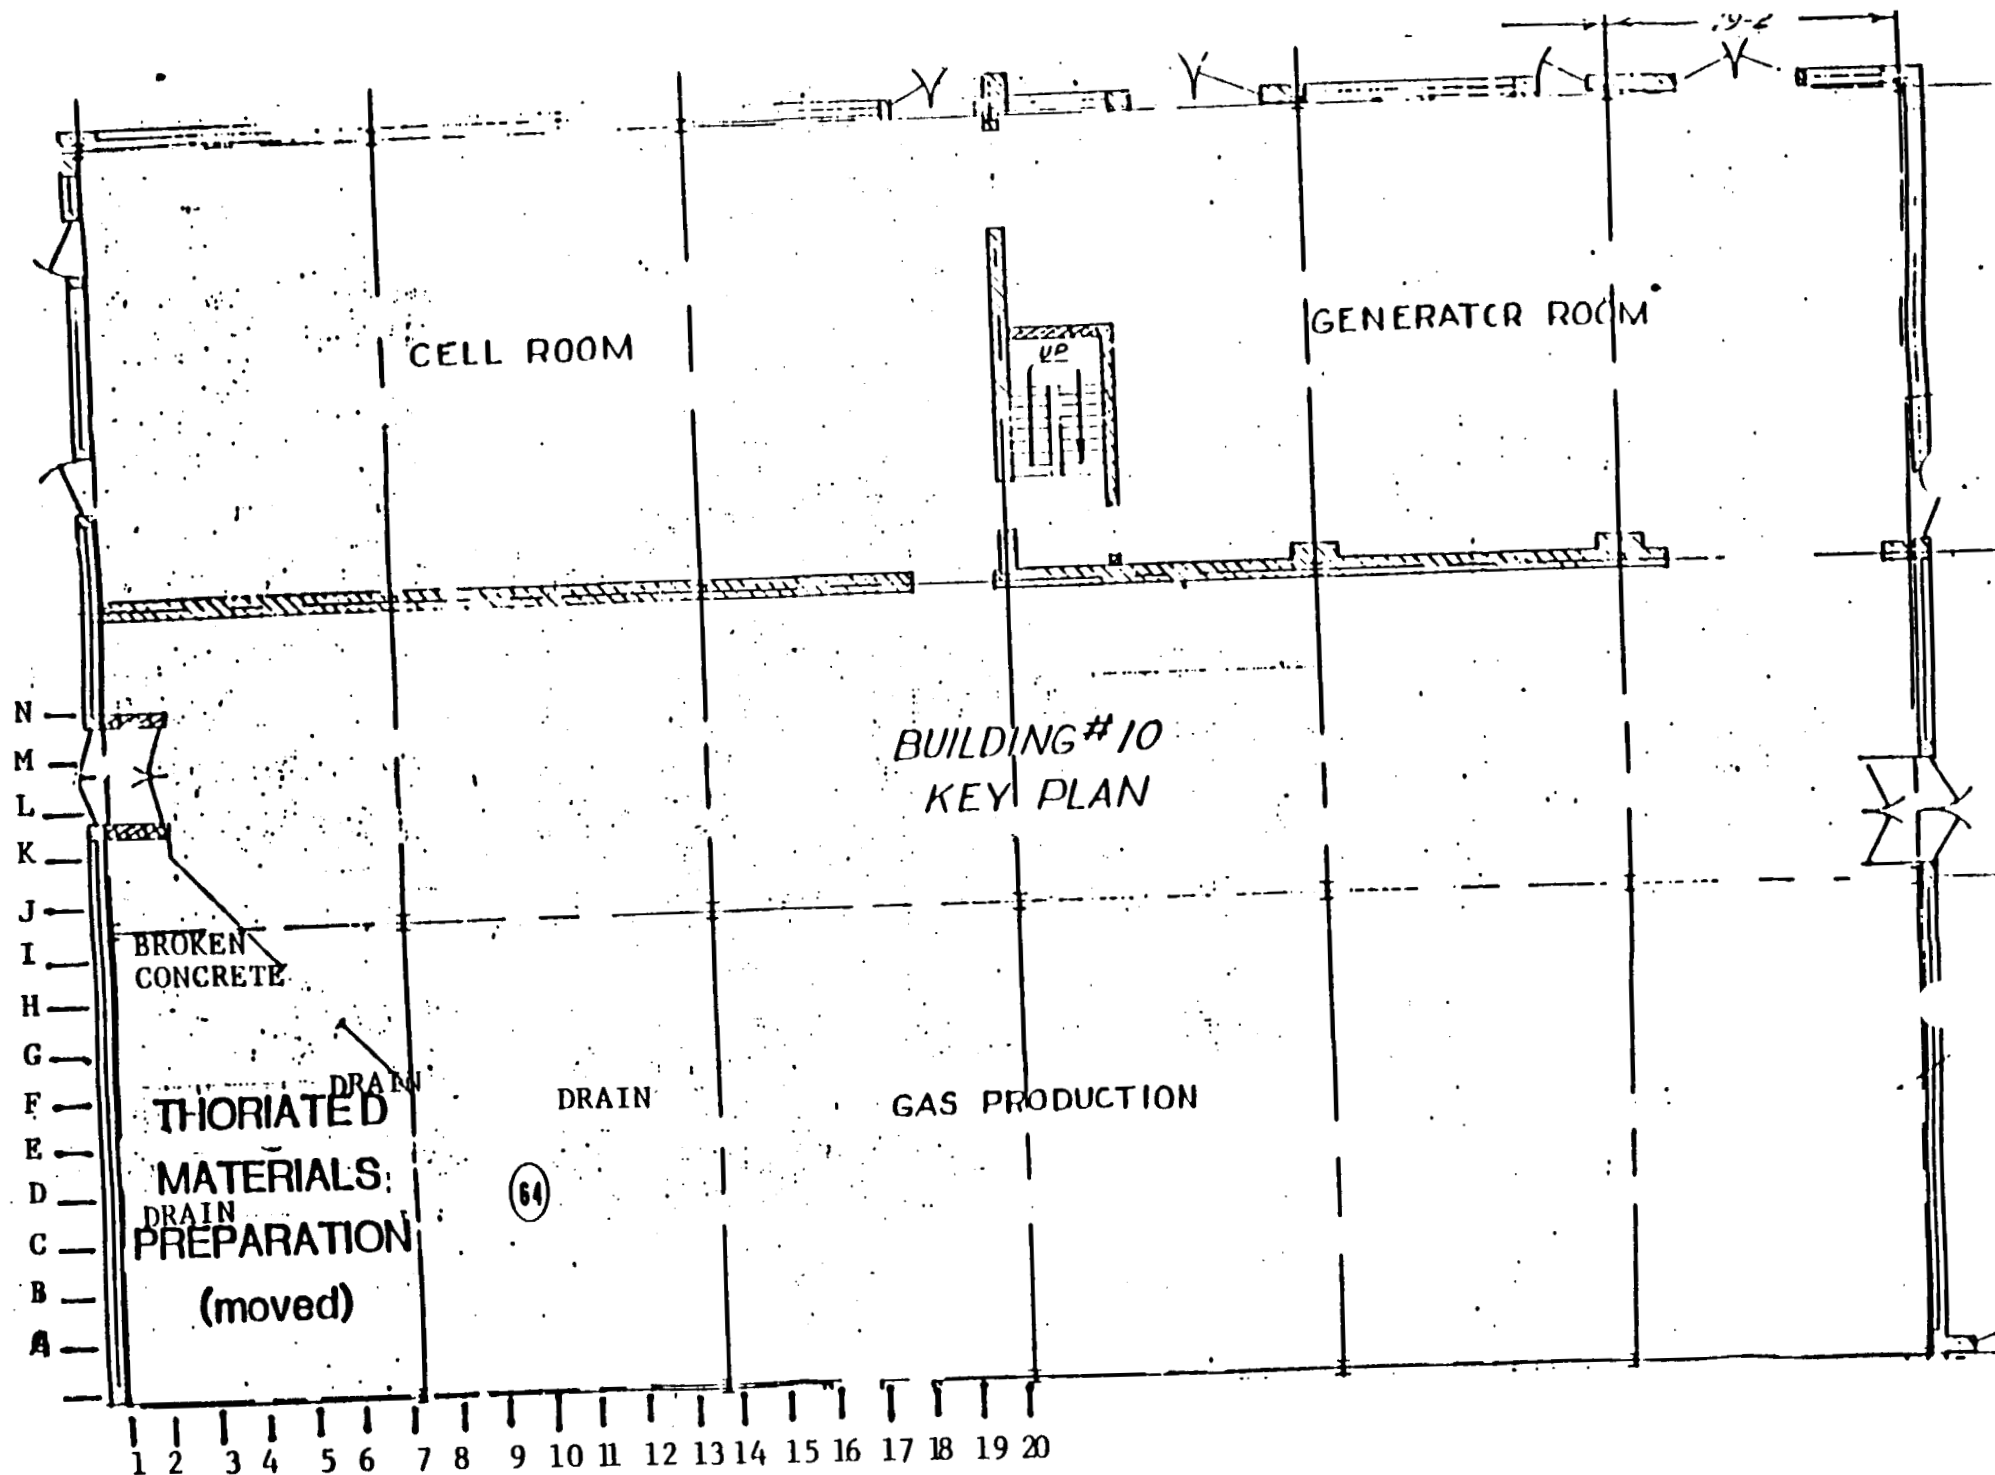 CELL ROOM
UP
GENERATOR ROOM
BUILDING #10
KEY PLAN
N
M
L
K
J
I
H
G
F
E
D
C
B
A
BROKEN
CONCRETE
DRAIN
THORIATED
MATERIALS
DRAIN
PREPARATION
(moved)
DRAIN
64
GAS PRODUCTION
1 2 3 4 5 6 7 8 9 10 11 12 13 14 15 16 17 18 19 20